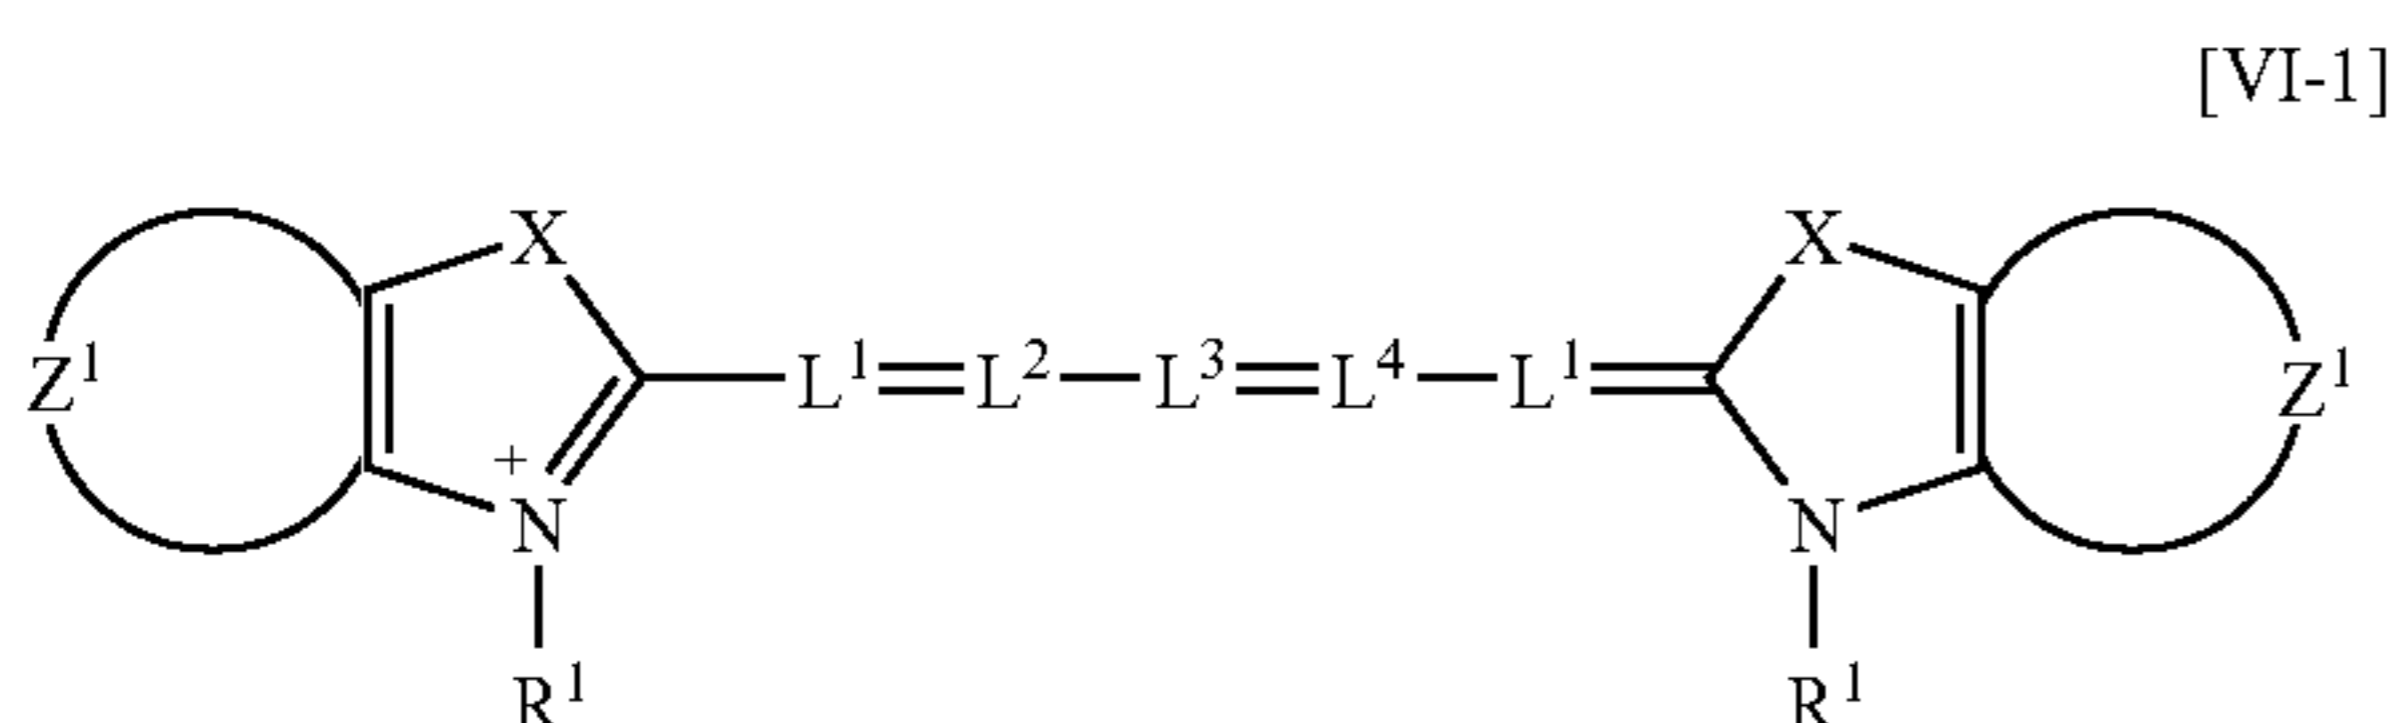 [VI-1]
X X
Z¹ L¹=L²—L³=L⁴—L¹= Z¹
+
N N
R¹ R¹